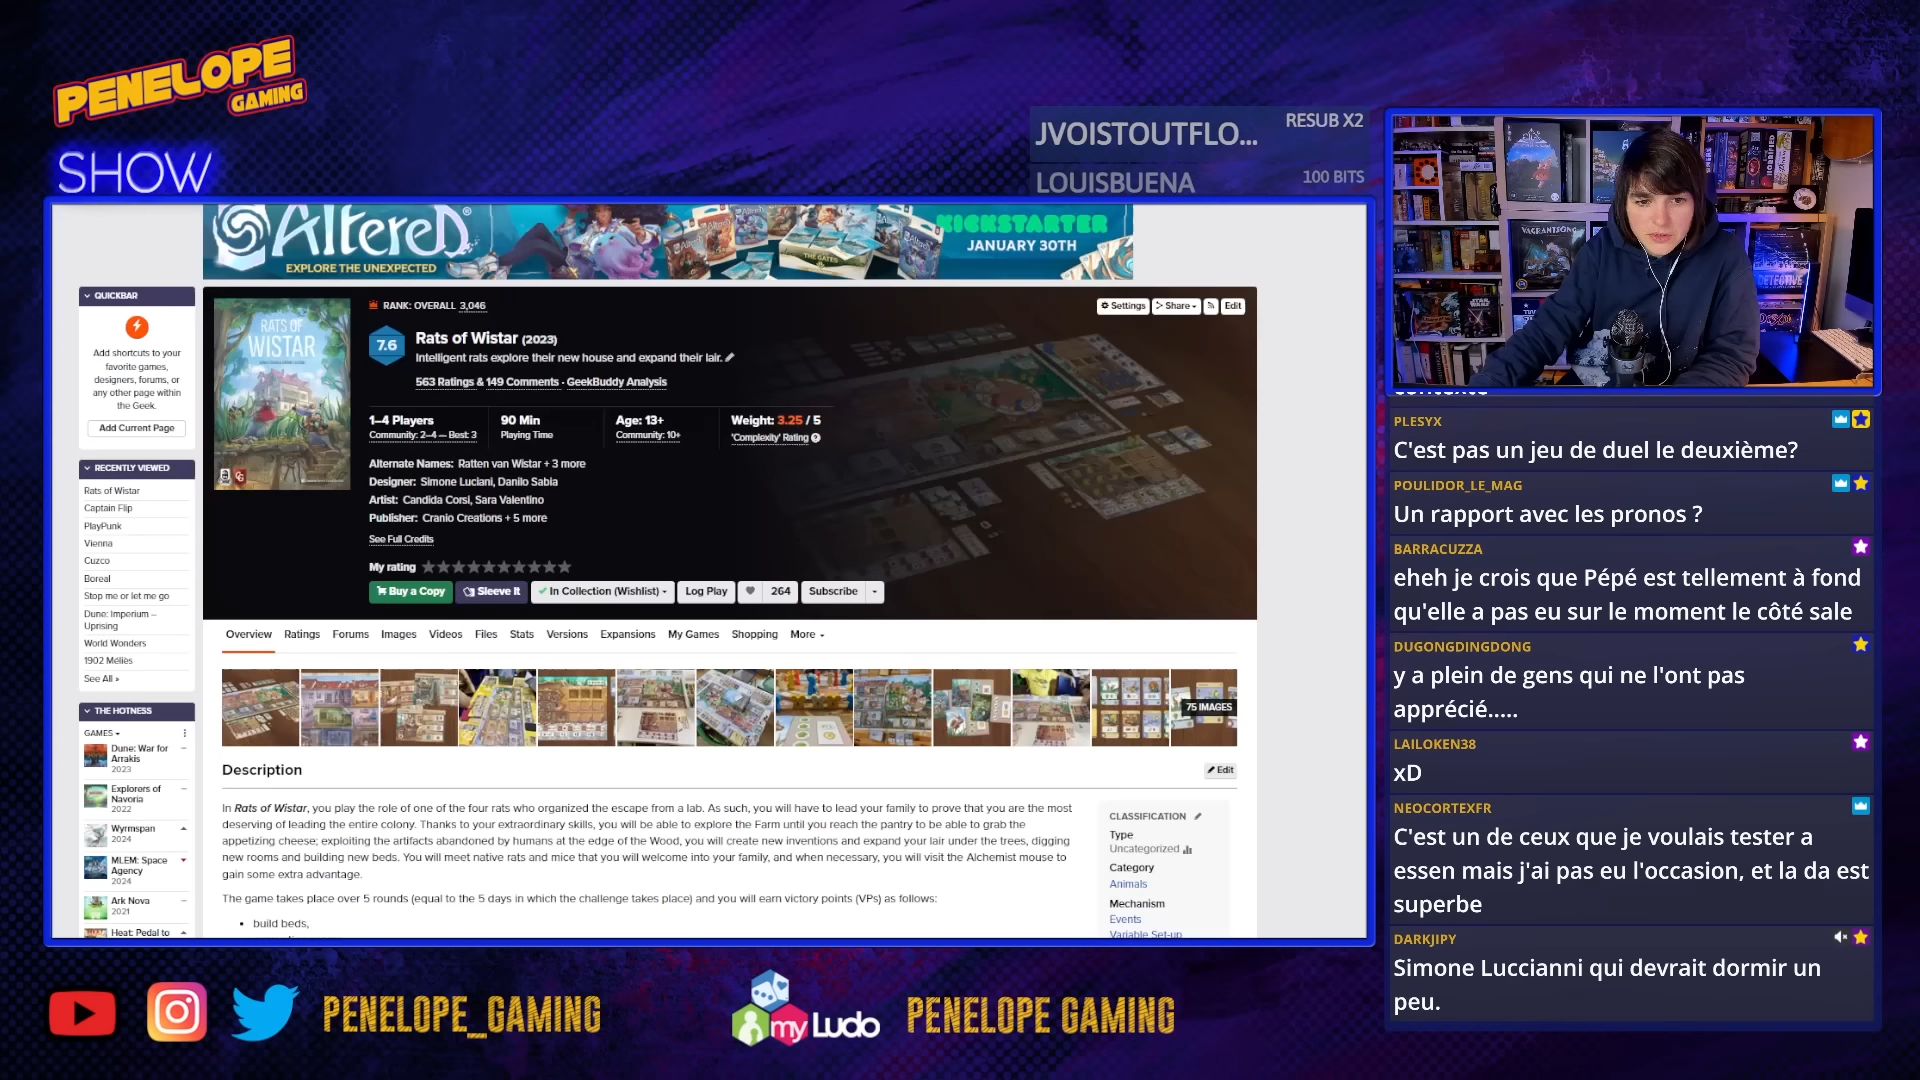 PENELOPE
GAMING
SHOW
JVOISTOUTFLO...
RESUB X2
LOUISBUENA
100 BITS
AlTereD
EXPLORE THE UNEXPECTED
THE GATES
KICKSTARTER
JANUARY 30TH
QUICKBAR
Add shortcuts to your
favorite games,
designers, forums, or
any other page within
the Geek.
Add Current Page
RECENTLY VIEWED
Rats of Wistar
Captain Flip
PlayPunk
Vienna
Cuzco
Boreal
Stop me or let me go
Dune: Imperium –
Uprising
World Wonders
1902 Méliès
See All »
THE HOTNESS
GAMES
Dune: War for
Arrakis
2023
Explorers of
Navoria
2022
Wyrmspan
2024
MLEM: Space
Agency
2024
Ark Nova
2021
Heat: Pedal to
RATS OF
WISTAR
RANK: OVERALL 3,046
Settings
Share
Edit
7.6
Rats of Wistar (2023)
Intelligent rats explore their new house and expand their lair.
563 Ratings & 149 Comments · GeekBuddy Analysis
1–4 Players
Community: 2–4 — Best: 3
90 Min
Playing Time
Age: 13+
Community: 10+
Weight: 3.25 / 5
'Complexity' Rating
Alternate Names: Ratten van Wistar + 3 more
Designer: Simone Luciani, Danilo Sabia
Artist: Candida Corsi, Sara Valentino
Publisher: Cranio Creations + 5 more
See Full Credits
My rating
Buy a Copy
Sleeve It
In Collection (Wishlist)
Log Play
264
Subscribe
Overview
Ratings
Forums
Images
Videos
Files
Stats
Versions
Expansions
My Games
Shopping
More
75 IMAGES
Description
Edit
In Rats of Wistar, you play the role of one of the four rats who organized the escape from a lab. As such, you will have to lead your family to prove that you are the most
deserving of leading the entire colony. Thanks to your extraordinary skills, you will be able to explore the Farm until you reach the pantry to be able to grab the
appetizing cheese; exploiting the artifacts abandoned by humans at the edge of the Wood, you will create new inventions and expand your lair under the trees, digging
new rooms and building new beds. You will meet native rats and mice that you will welcome into your family, and when necessary, you will visit the Alchemist mouse to
gain some extra advantage.
The game takes place over 5 rounds (equal to the 5 days in which the challenge takes place) and you will earn victory points (VPs) as follows:
• build beds,
CLASSIFICATION
Type
Uncategorized
Category
Animals
Mechanism
Events
Variable Set-up
VAGRANTSONG
STAR
WARS
DETECTIVE
PLESYX
C'est pas un jeu de duel le deuxième?
POULIDOR_LE_MAG
Un rapport avec les pronos ?
BARRACUZZA
eheh je crois que Pépé est tellement à fond
qu'elle a pas eu sur le moment le côté sale
DUGONGDINGDONG
y a plein de gens qui ne l'ont pas
apprécié.....
LAILOKEN38
xD
NEOCORTEXFR
C'est un de ceux que je voulais tester a
essen mais j'ai pas eu l'occasion, et la da est
superbe
DARKJIPY
Simone Luccianni qui devrait dormir un
peu.
PENELOPE_GAMING
my Ludo
PENELOPE GAMING